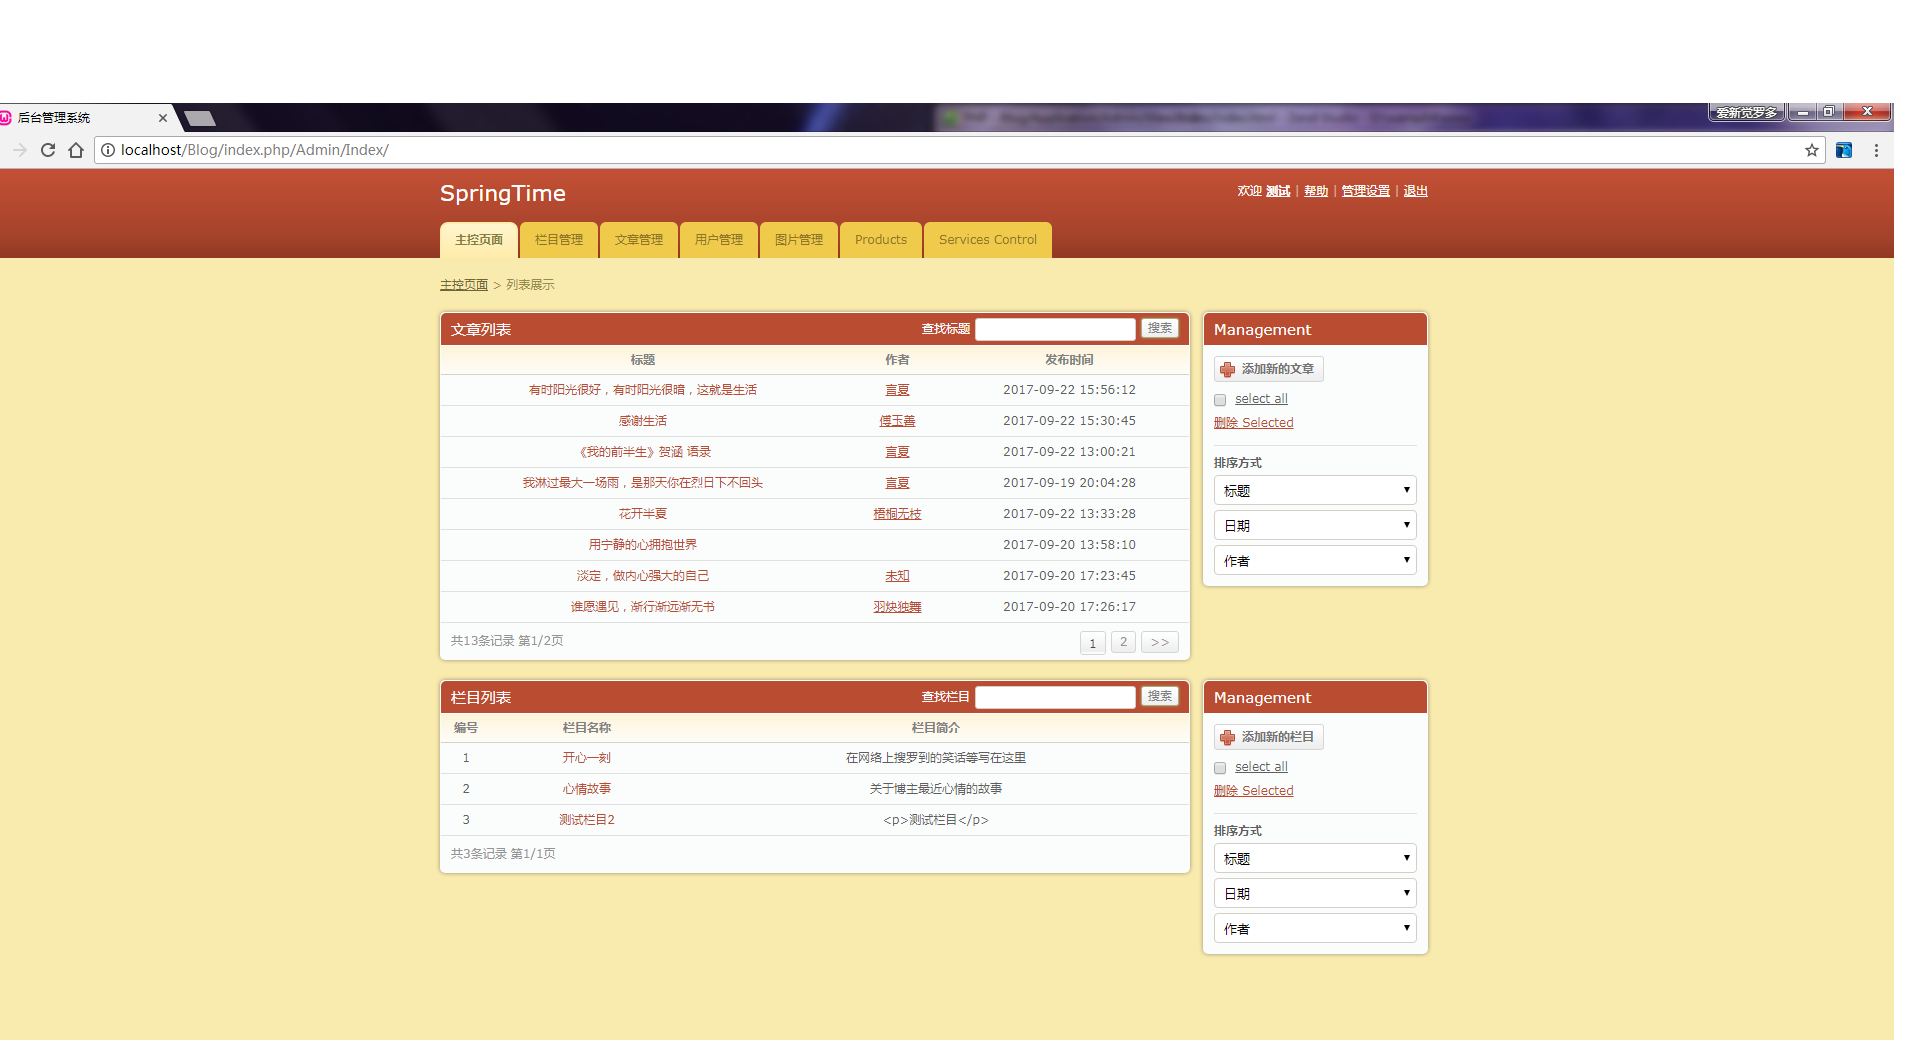 后台管理系统
爱新觉罗多
localhost/Blog/index.php/Admin/Index/
SpringTime
欢迎 测试 | 帮助 | 管理设置 | 退出
主控页面 栏目管理 文章管理 用户管理 图片管理 Products Services Control
主控页面 > 列表展示
文章列表 查找标题 搜索
标题 作者 发布时间
有时阳光很好，有时阳光很暗，这就是生活 言夏 2017-09-22 15:56:12
感谢生活 傅玉善 2017-09-22 15:30:45
《我的前半生》贺涵 语录 言夏 2017-09-22 13:00:21
我淋过最大一场雨，是那天你在烈日下不回头 言夏 2017-09-19 20:04:28
花开半夏 梧桐无枝 2017-09-22 13:33:28
用宁静的心拥抱世界 2017-09-20 13:58:10
淡定，做内心强大的自己 未知 2017-09-20 17:23:45
谁愿遇见，渐行渐远渐无书 羽炔独舞 2017-09-20 17:26:17
共13条记录 第1/2页 1 2 >>
Management
添加新的文章
select all
删除 Selected
排序方式
标题
日期
作者
栏目列表 查找栏目 搜索
编号 栏目名称 栏目简介
1 开心一刻 在网络上搜罗到的笑话等写在这里
2 心情故事 关于博主最近心情的故事
3 测试栏目2 <p>测试栏目</p>
共3条记录 第1/1页
Management
添加新的栏目
select all
删除 Selected
排序方式
标题
日期
作者